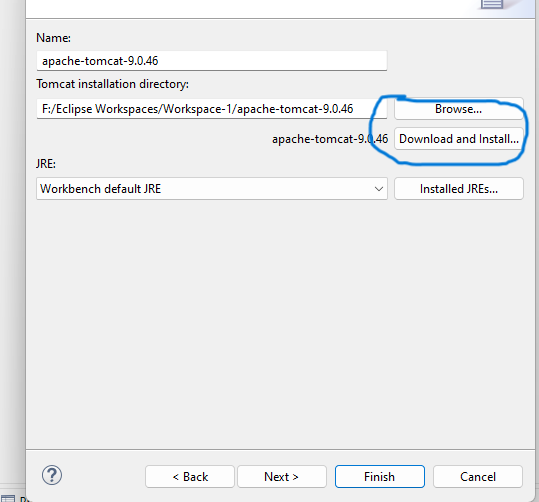 Name:
apache-tomcat-9.0.46
Tomcat installation directory:
F:/Eclipse Workspaces/Workspace-1/apache-tomcat-9.0.46
Browse...
apache-tomcat-9.0.46
Download and Install...
JRE:
Workbench default JRE
Installed JREs...
?
< Back
Next >
Finish
Cancel